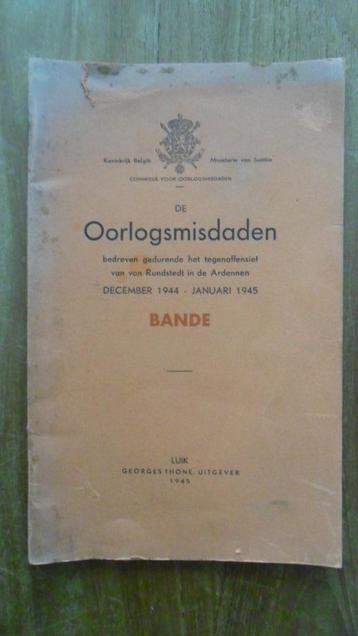 Koninkrijk België Ministerie van Justitie
COMMISSIE VOOR OORLOGSMISDADEN
DE
Oorlogsmisdaden
bedreven gedurende het tegenoffensief
van von Rundstedt in de Ardennen
DECEMBER 1944 - JANUARI 1945
BANDE
LUIK
GEORGES THONE, UITGEVER
1945